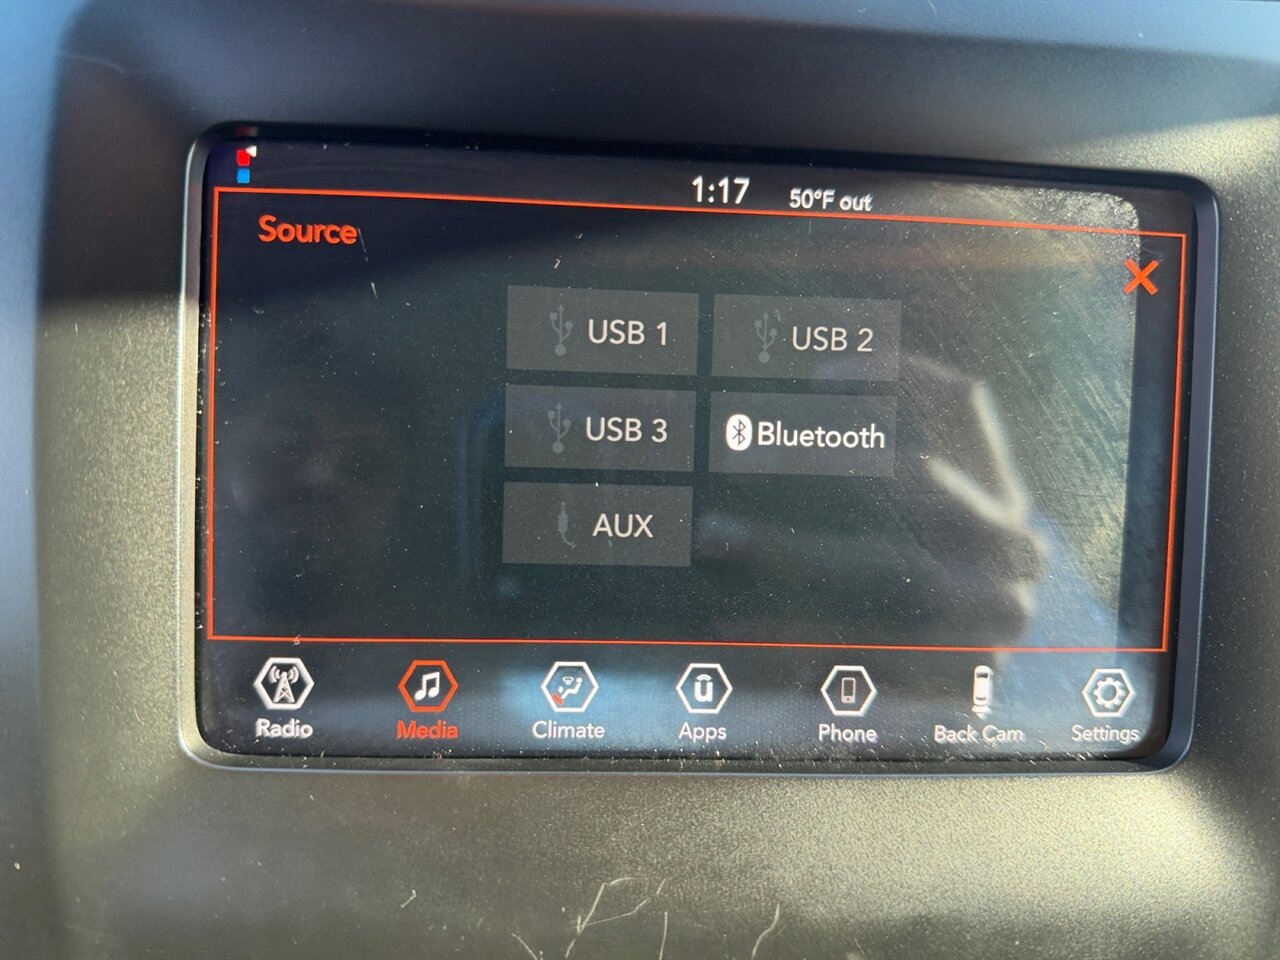 1:17 50°F out
Source
USB 1 USB 2
USB 3 Bluetooth
AUX
Radio Media Climate Apps Phone Back Cam Settings